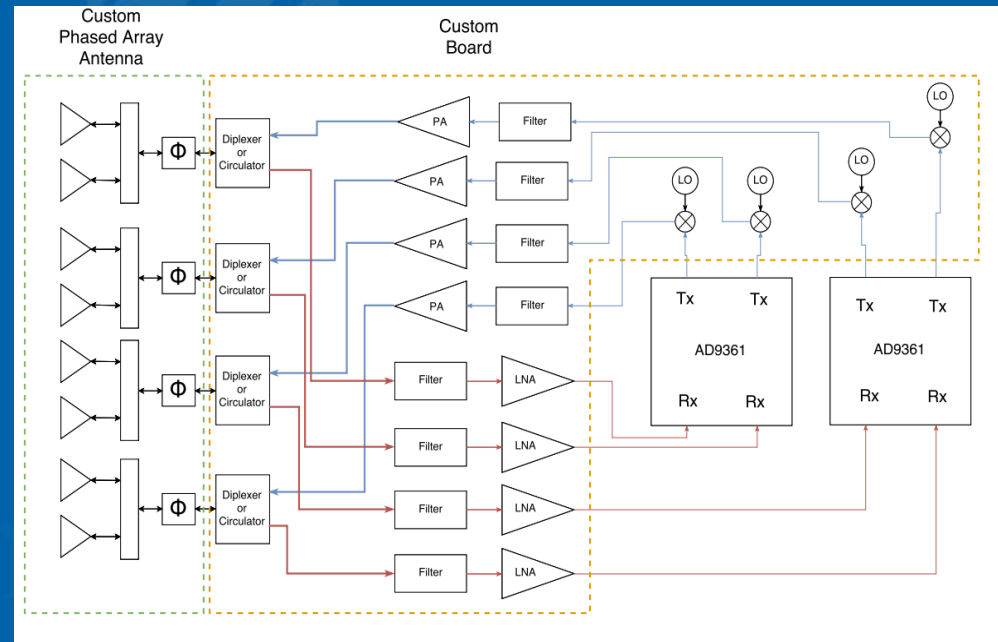 Custom
Phased Array
Antenna
Custom
Board
LO
PA
Filter
Diplexer
or
Circulator
Φ
PA
Filter
LO
LO
LO
PA
Filter
Diplexer
or
Circulator
Φ
PA
Filter
Tx
Tx
AD9361
Rx
Rx
Tx
Tx
AD9361
Rx
Rx
Diplexer
or
Circulator
Φ
Filter
LNA
Filter
LNA
Diplexer
or
Circulator
Φ
Filter
LNA
Filter
LNA